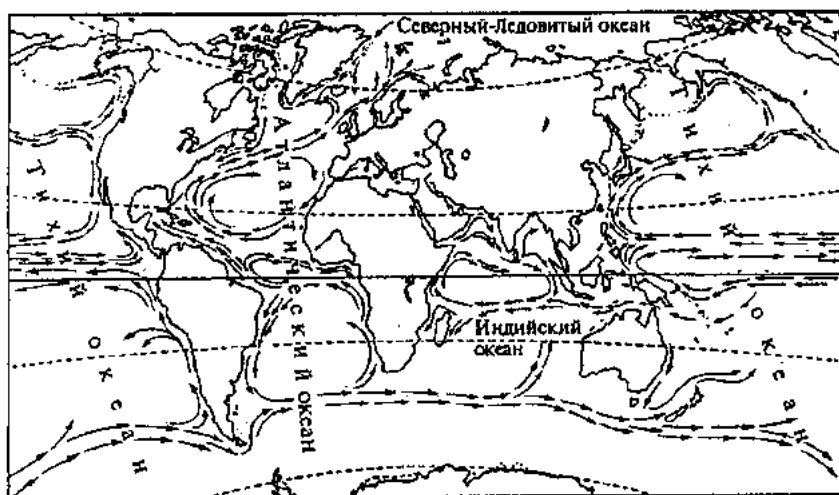 Северный Ледовитый океан
Атлантический океан
Тихий океан
Тихий океан
Индийский
океан